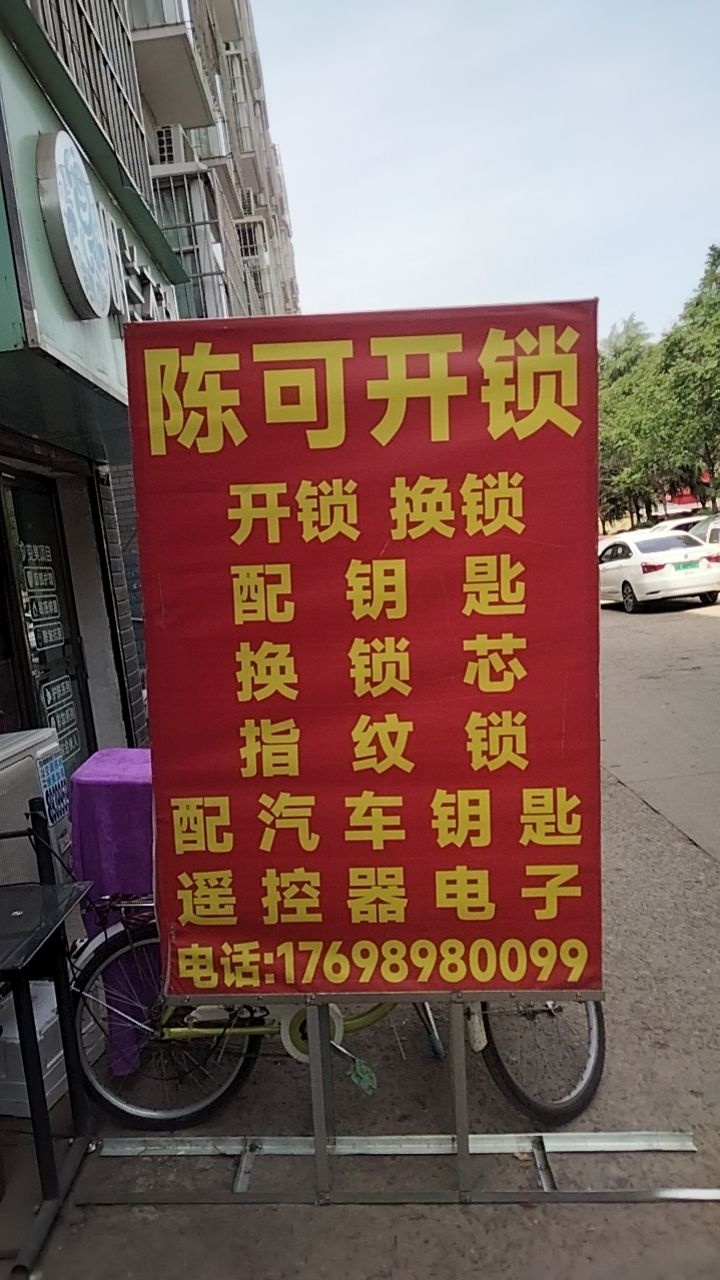 陈可开锁
开锁 换锁
配 钥 匙
换 锁 芯
指 纹 锁
配 汽 车 钥 匙
遥 控 器 电 子
电话:17698980099